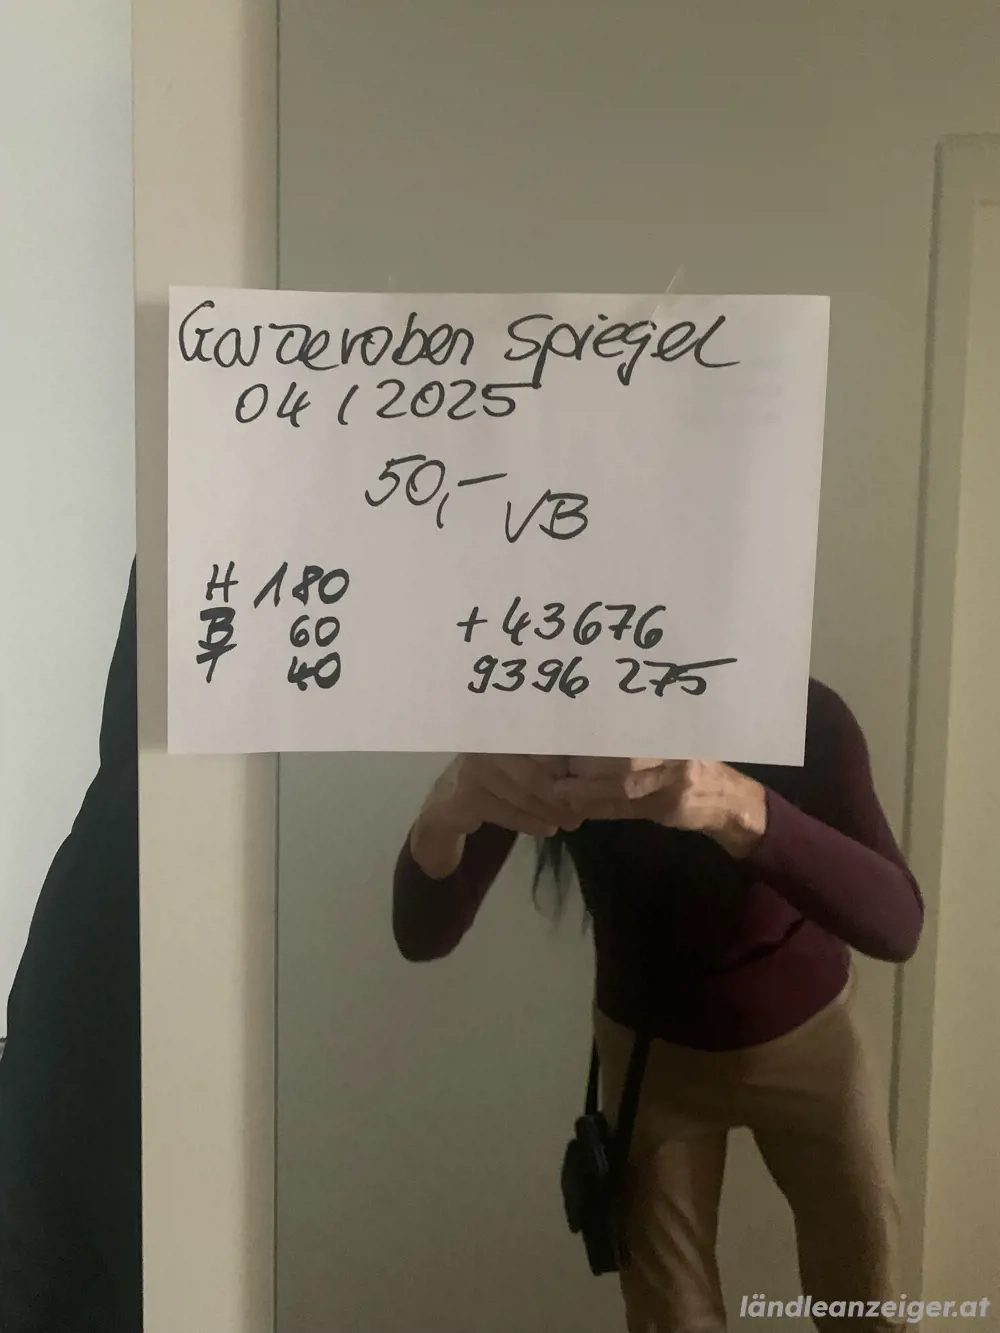 Garderoben Spiegel
04/2025
50,- VB
H 180
B 60
T 40
+43676
9396 275
ländleanzeiger.at